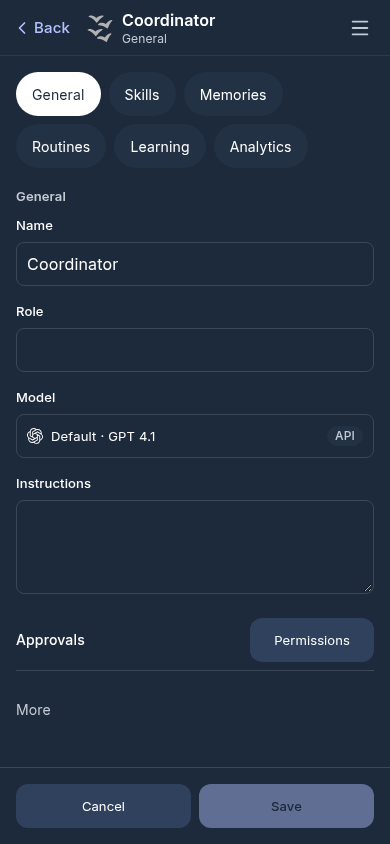 Back
Coordinator
General
General
Skills
Memories
Routines
Learning
Analytics
General
Name
Coordinator
Role
Model
Default · GPT 4.1
API
Instructions
Approvals
Permissions
More
Cancel
Save